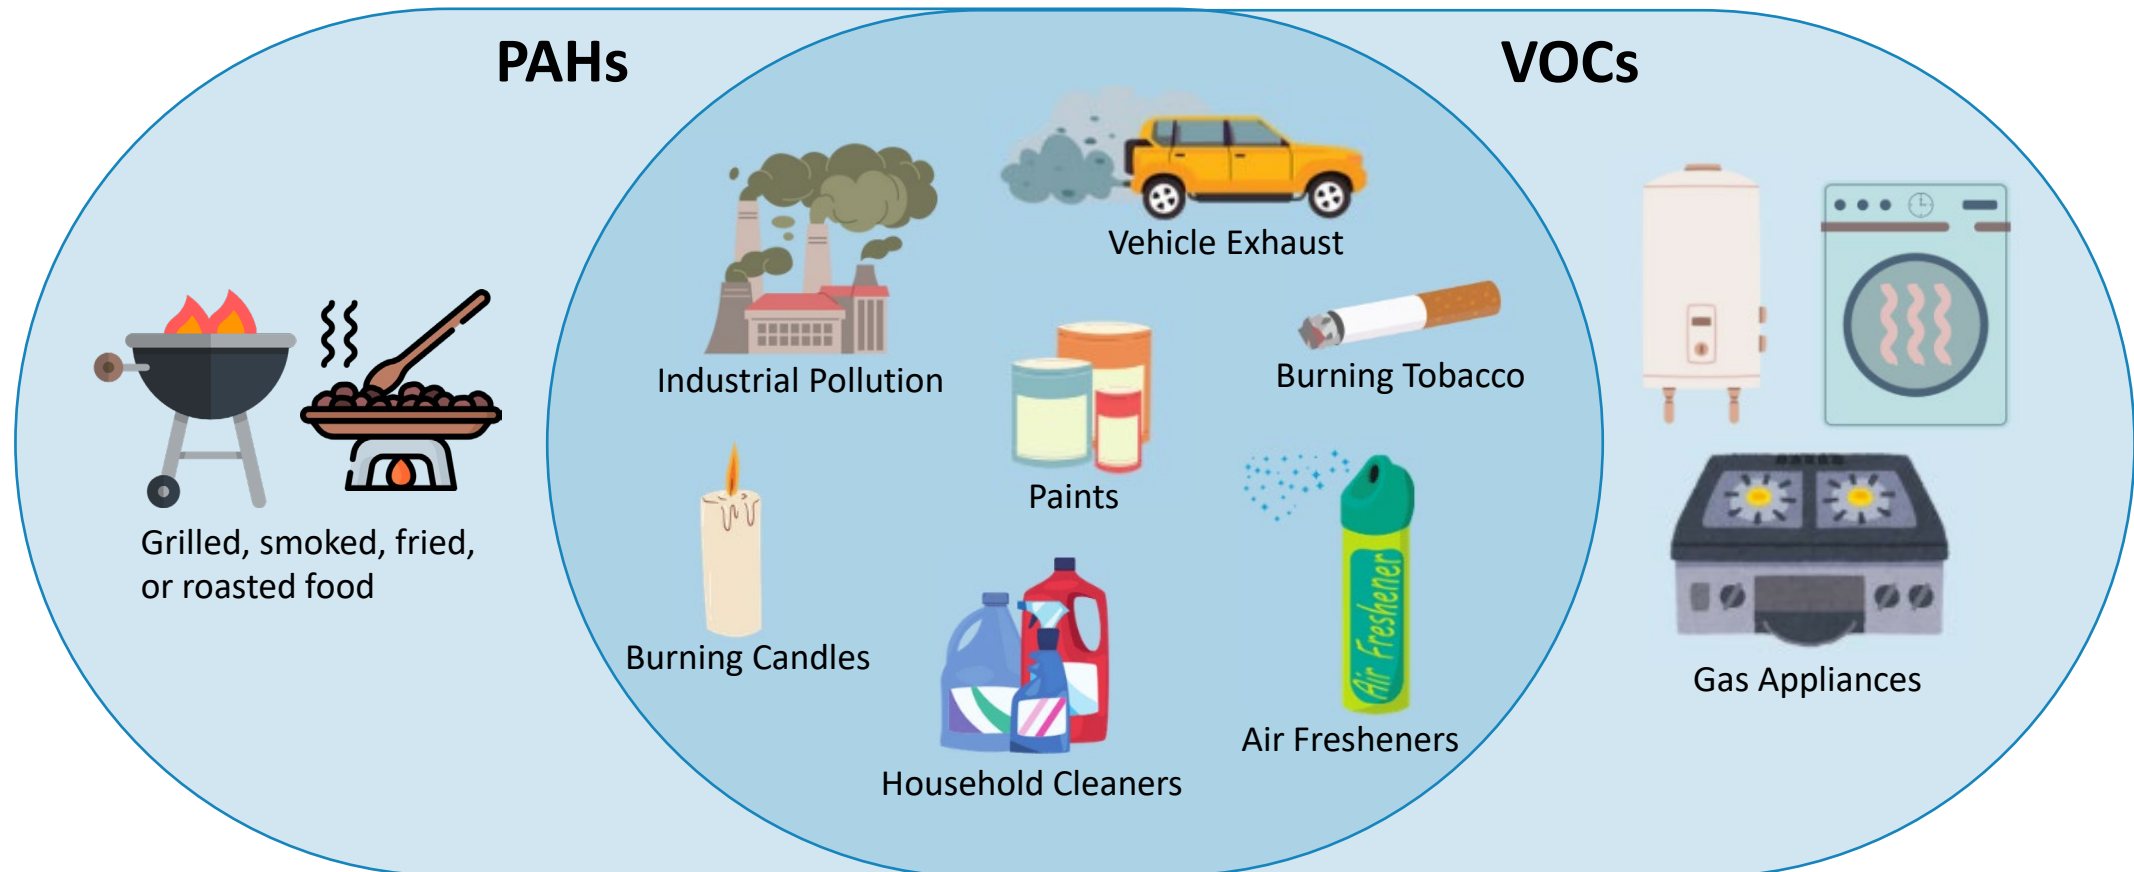 PAHs
VOCs
Vehicle Exhaust
Industrial Pollution
Burning Tobacco
Paints
Grilled, smoked, fried,
or roasted food
Air Freshener
Burning Candles
Gas Appliances
Air Fresheners
Household Cleaners